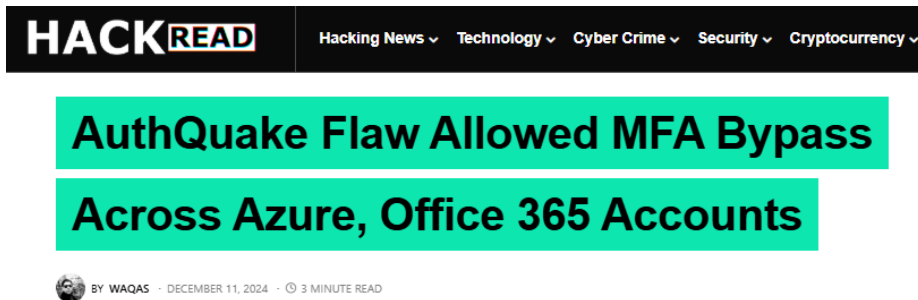 HACKREAD
Hacking News Technology Cyber Crime Security Cryptocurrency
AuthQuake Flaw Allowed MFA Bypass
Across Azure, Office 365 Accounts
BY WAQAS · DECEMBER 11, 2024 · 3 MINUTE READ